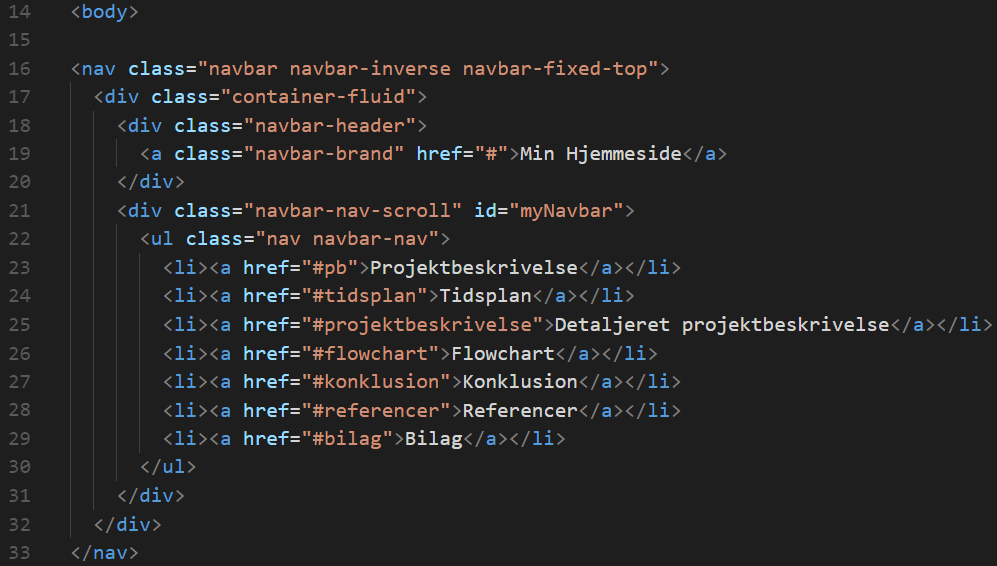 14 <body>
15
16 <nav class="navbar navbar-inverse navbar-fixed-top">
17 <div class="container-fluid">
18 <div class="navbar-header">
19 <a class="navbar-brand" href="#">Min Hjemmeside</a>
20 </div>
21 <div class="navbar-nav-scroll" id="myNavbar">
22 <ul class="nav navbar-nav">
23 <li><a href="#pb">Projektbeskrivelse</a></li>
24 <li><a href="#tidsplan">Tidsplan</a></li>
25 <li><a href="#projektbeskrivelse">Detaljeret projektbeskrivelse</a></li>
26 <li><a href="#flowchart">Flowchart</a></li>
27 <li><a href="#konklusion">Konklusion</a></li>
28 <li><a href="#referencer">Referencer</a></li>
29 <li><a href="#bilag">Bilag</a></li>
30 </ul>
31 </div>
32 </div>
33 </nav>